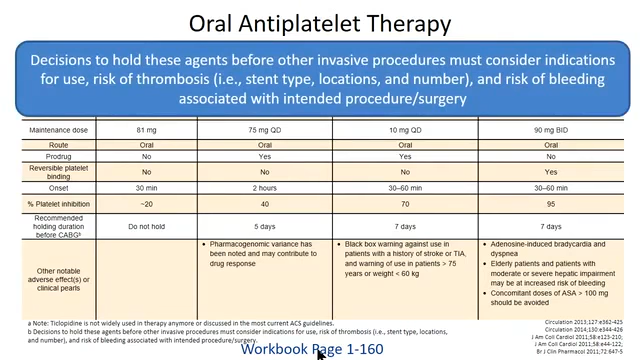 Oral Antiplatelet Therapy
Decisions to hold these agents before other invasive procedures must consider indications
for use, risk of thrombosis (i.e., stent type, locations, and number), and risk of bleeding
associated with intended procedure/surgery
Maintenance dose 81 mg 75 mg QD 10 mg QD 90 mg BID
Route Oral Oral Oral Oral
Prodrug No Yes Yes No
Reversible platelet
binding No No No Yes
Onset 30 min 2 hours 30–60 min 30–60 min
% Platelet inhibition ~20 40 70 95
Recommended
holding duration
before CABGᵇ Do not hold 5 days 7 days 7 days
Other notable
adverse effect(s) or
clinical pearls
• Pharmacogenomic variance has
been noted and may contribute to
drug response
• Black box warning against use in
patients with a history of stroke or TIA,
and warning of use in patients > 75
years or weight < 60 kg
• Adenosine-induced bradycardia and
dyspnea
• Elderly patients and patients with
moderate or severe hepatic impairment
may be at increased risk of bleeding
• Concomitant doses of ASA > 100 mg
should be avoided
a Note: Ticlopidine is not widely used in therapy anymore or discussed in the most current ACS guidelines.
b Decisions to hold these agents before other invasive procedures must consider indications for use, risk of thrombosis (i.e., stent type, locations,
and number), and risk of bleeding associated with intended procedure/surgery.
Circulation 2013;127:e362-425
Circulation 2014;130:e344-426
J Am Coll Cardiol 2011;58:e123-210;
J Am Coll Cardiol 2011;58:e44-122;
Br J Clin Pharmacol 2011;72:647-5
Workbook Page 1-160